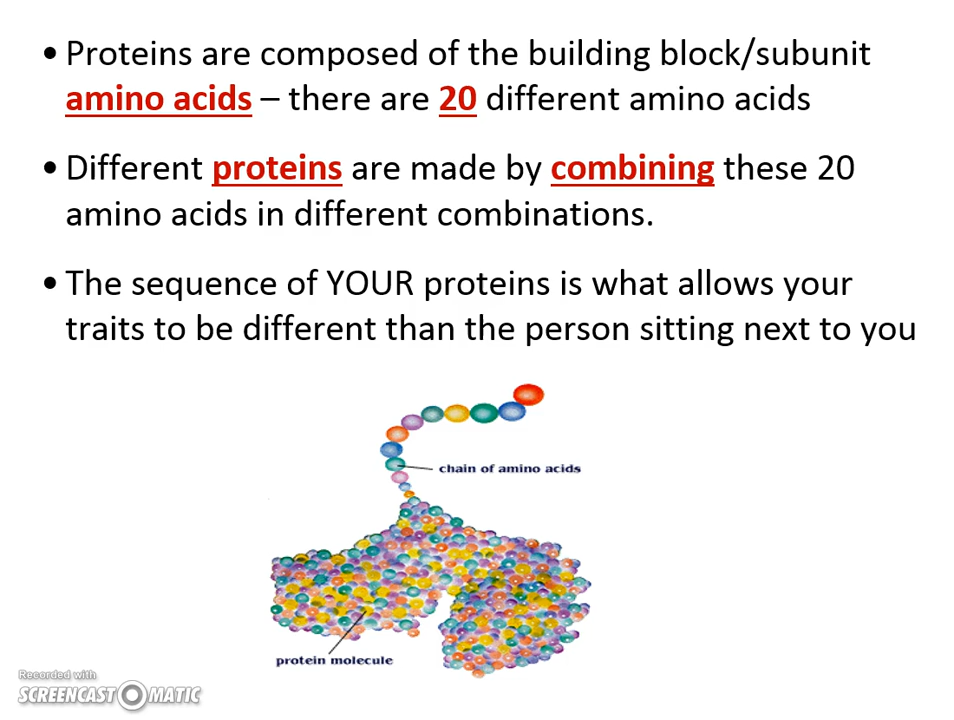 • Proteins are composed of the building block/subunit
amino acids – there are 20 different amino acids
• Different proteins are made by combining these 20
amino acids in different combinations.
• The sequence of YOUR proteins is what allows your
traits to be different than the person sitting next to you
chain of amino acids
protein molecule
Recorded with
SCREENCAST O MATIC